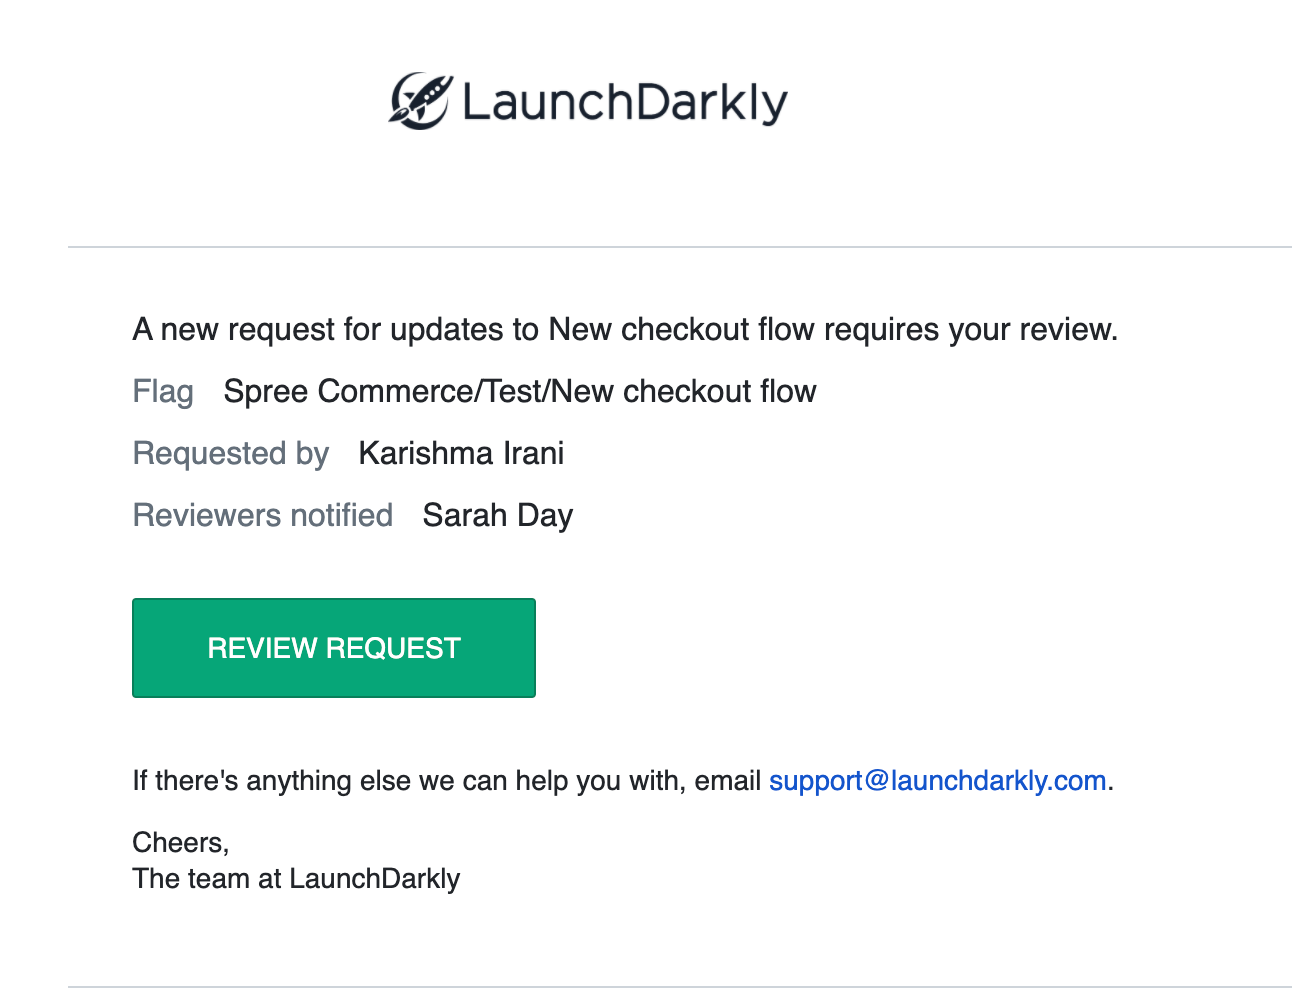 LaunchDarkly
A new request for updates to New checkout flow requires your review.
Flag Spree Commerce/Test/New checkout flow
Requested by Karishma Irani
Reviewers notified Sarah Day
REVIEW REQUEST
If there's anything else we can help you with, email support@launchdarkly.com.
Cheers,
The team at LaunchDarkly